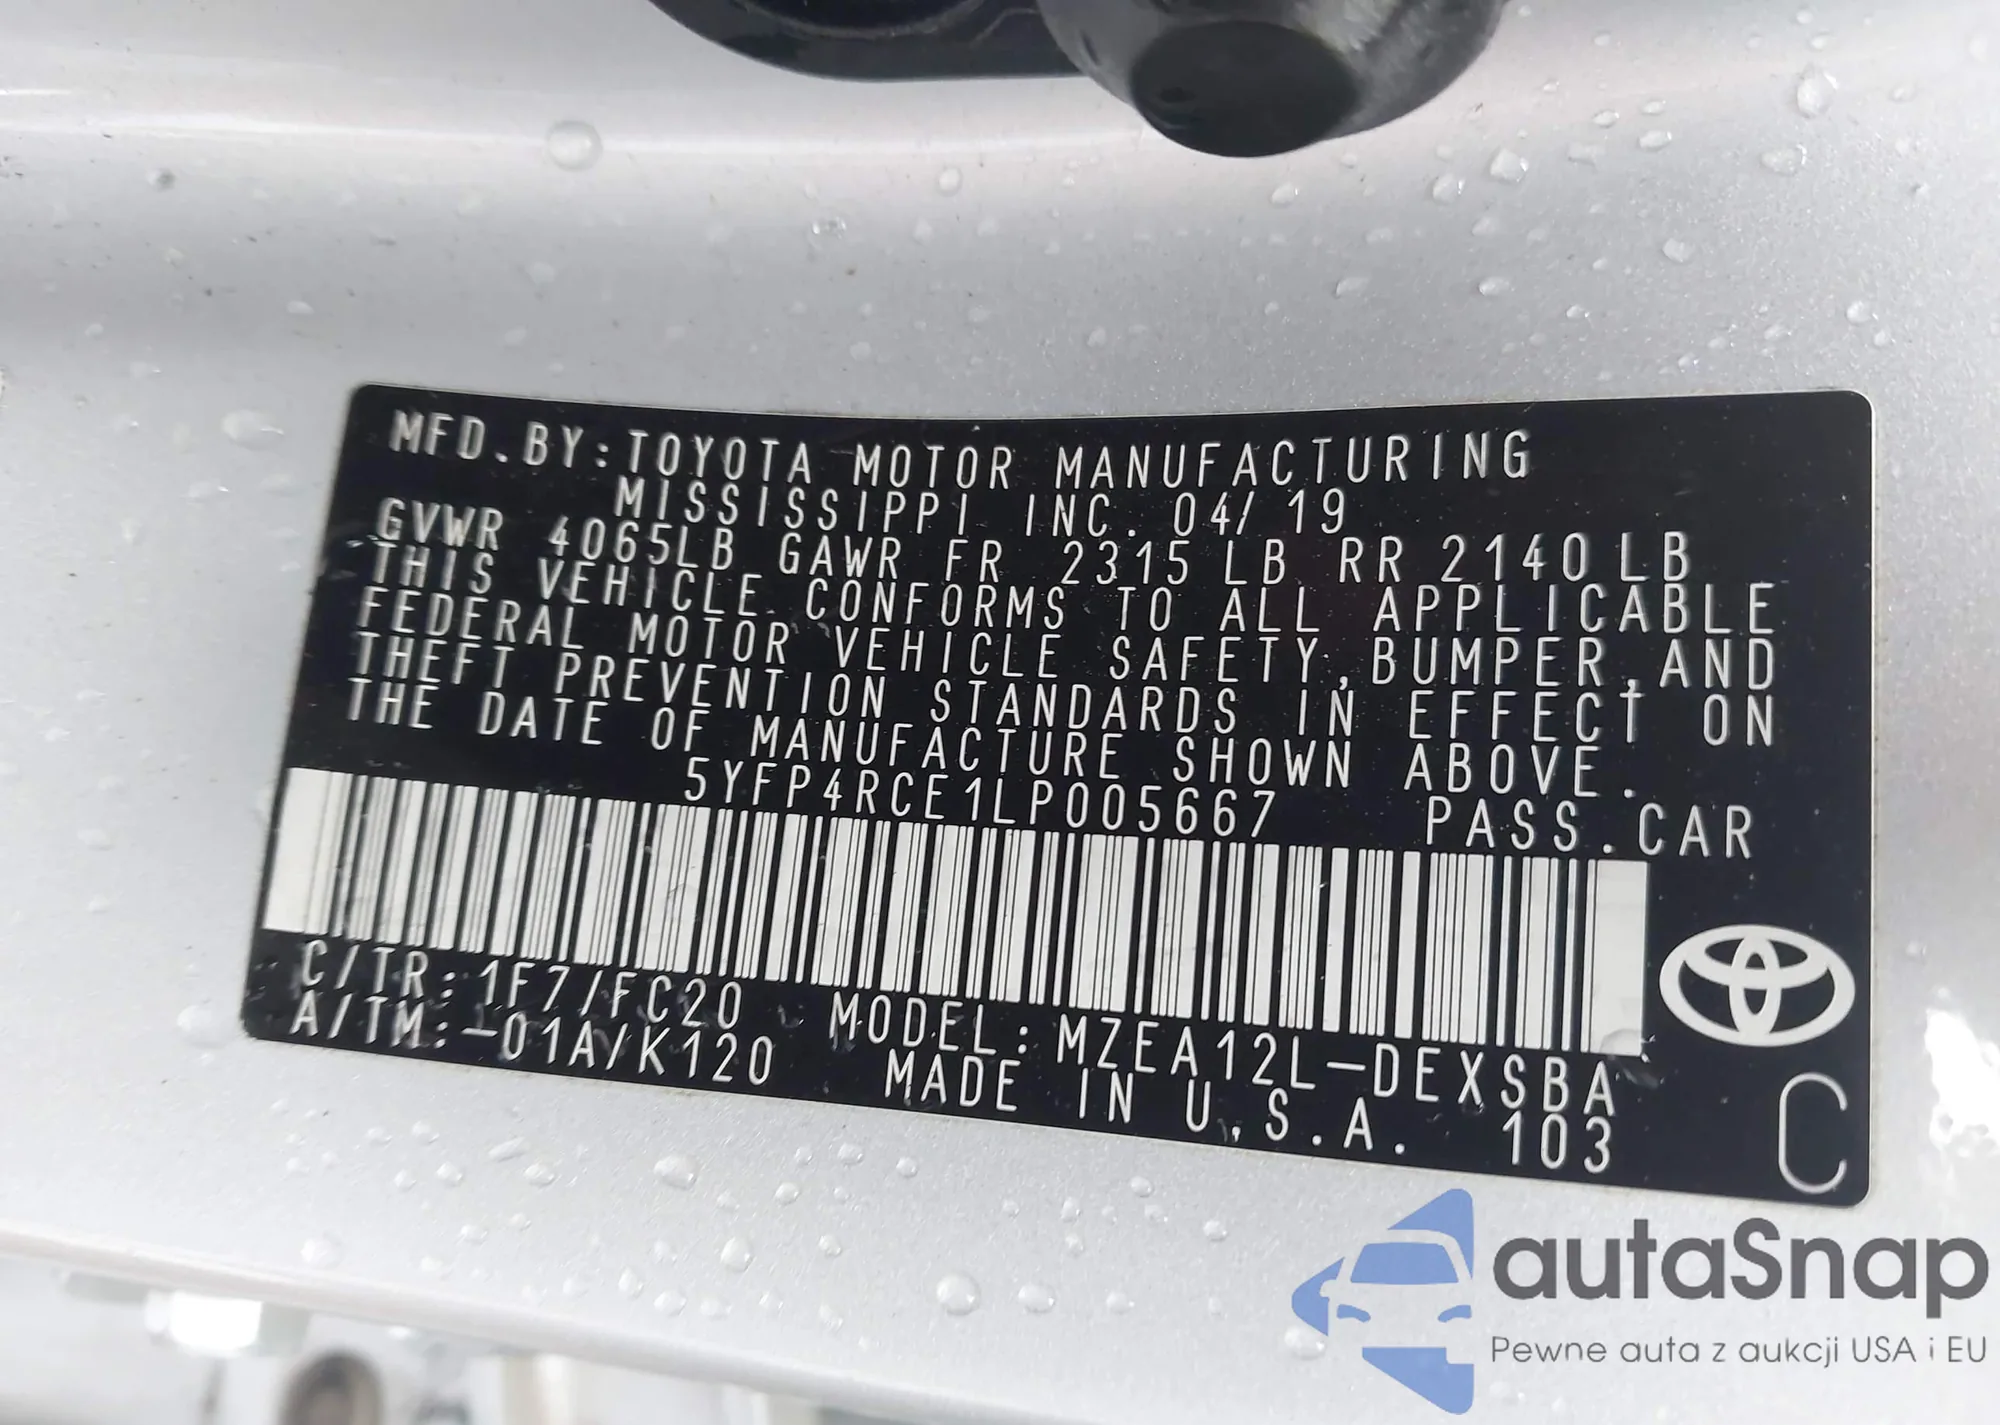 MFD.BY:TOYOTA MOTOR MANUFACTURING
MISSISSIPPI INC. 04/19
GVWR 4065LB GAWR FR 2315LB RR 2140LB
THIS VEHICLE CONFORMS TO ALL APPLICABLE
FEDERAL MOTOR VEHICLE SAFETY,BUMPER,AND
THEFT PREVENTION STANDARDS IN EFFECT ON
THE DATE OF MANUFACTURE SHOWN ABOVE.
5YFP4RCE1LP005667 PASS.CAR
C/TR:1F7/FC20 MODEL:MZEA12L-DEXSBA
A/TM:-01A/K120 MADE IN U.S.A. 103
C
autaSnap
Pewne auta z aukcji USA i EU